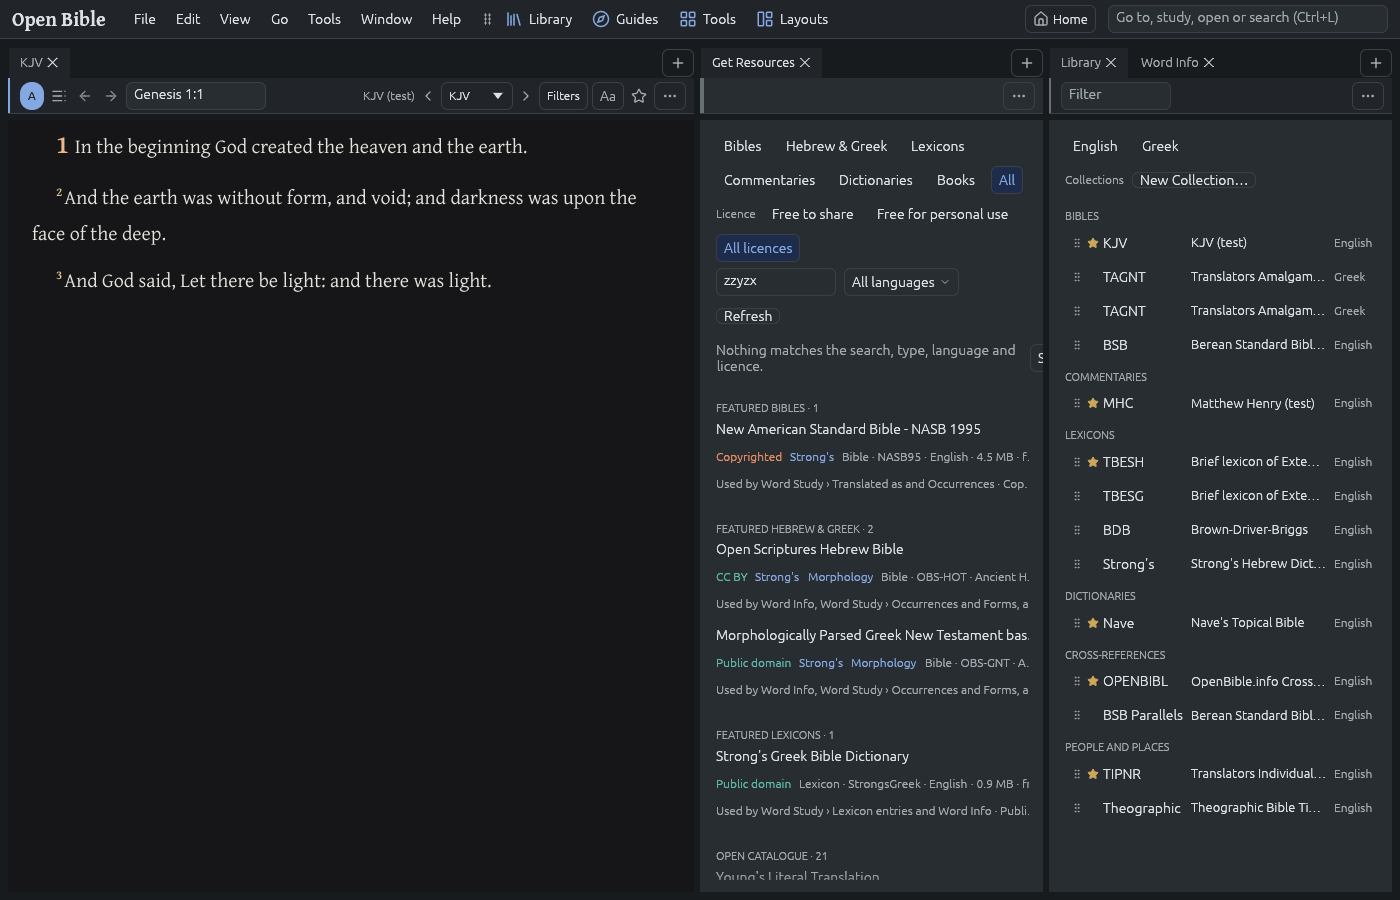 Open Bible File Edit View Go Tools Window Help Library Guides Tools Layouts Home Go to, study, open or search (Ctrl+L)
KJV
A Genesis 1:1 KJV (test) KJV Filters Aa
1 In the beginning God created the heaven and the earth.
2 And the earth was without form, and void; and darkness was upon the
face of the deep.
3 And God said, Let there be light: and there was light.
Get Resources
Bibles Hebrew & Greek Lexicons
Commentaries Dictionaries Books All
Licence Free to share Free for personal use
All licences
zzyzx All languages
Refresh
Nothing matches the search, type, language and
licence.
FEATURED BIBLES · 1
New American Standard Bible - NASB 1995
Copyrighted Strong's Bible · NASB95 · English · 4.5 MB · f.
Used by Word Study › Translated as and Occurrences · Cop.
FEATURED HEBREW & GREEK · 2
Open Scriptures Hebrew Bible
CC BY Strong's Morphology Bible · OBS-HOT · Ancient H.
Used by Word Info, Word Study › Occurrences and Forms, a
Morphologically Parsed Greek New Testament bas.
Public domain Strong's Morphology Bible · OBS-GNT · A.
Used by Word Info, Word Study › Occurrences and Forms, a
FEATURED LEXICONS · 1
Strong's Greek Bible Dictionary
Public domain Lexicon · StrongsGreek · English · 0.9 MB · fr
Used by Word Study › Lexicon entries and Word Info · Publi.
OPEN CATALOGUE · 21
Young's Literal Translation
Library Word Info
Filter
English Greek
Collections New Collection...
BIBLES
KJV KJV (test) English
TAGNT Translators Amalgam... Greek
TAGNT Translators Amalgam... Greek
BSB Berean Standard Bibl... English
COMMENTARIES
MHC Matthew Henry (test) English
LEXICONS
TBESH Brief lexicon of Exte... English
TBESG Brief lexicon of Exte... English
BDB Brown-Driver-Briggs English
Strong's Strong's Hebrew Dict... English
DICTIONARIES
Nave Nave's Topical Bible English
CROSS-REFERENCES
OPENBIBL OpenBible.info Cross... English
BSB Parallels Berean Standard Bibl... English
PEOPLE AND PLACES
TIPNR Translators Individual... English
Theographic Theographic Bible Ti... English